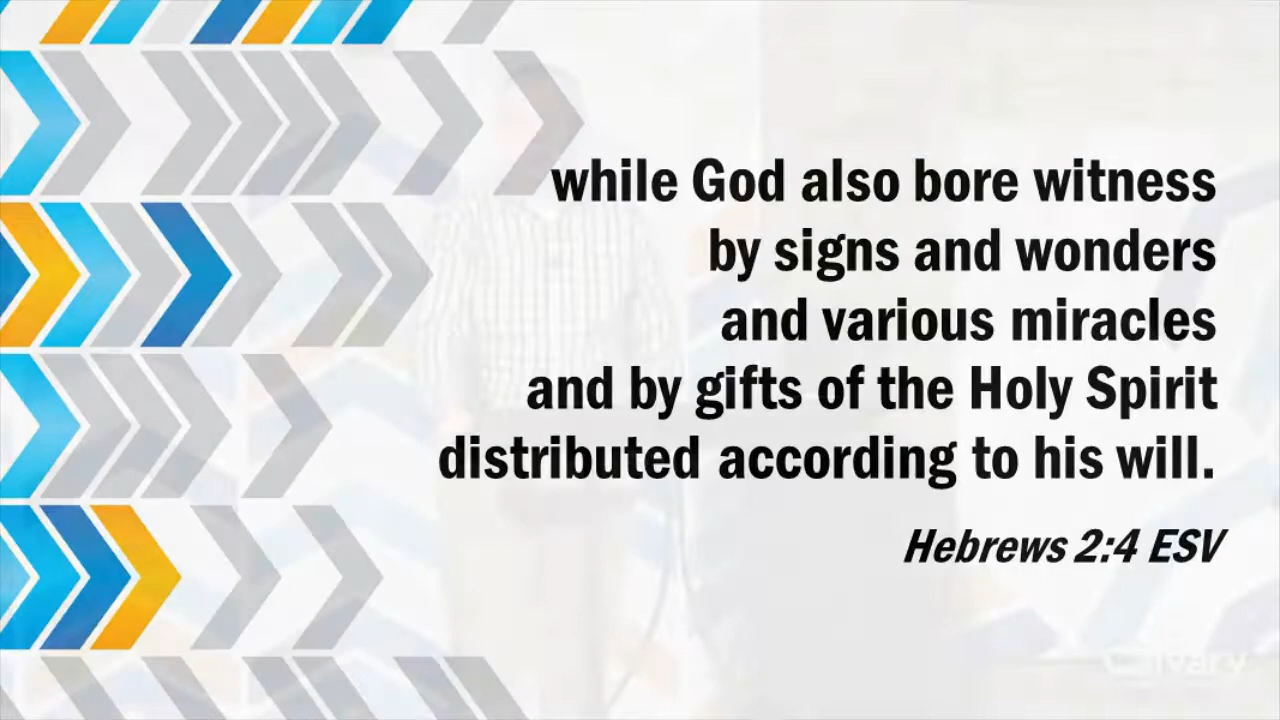 while God also bore witness
by signs and wonders
and various miracles
and by gifts of the Holy Spirit
distributed according to his will.
Hebrews 2:4 ESV
Calvary